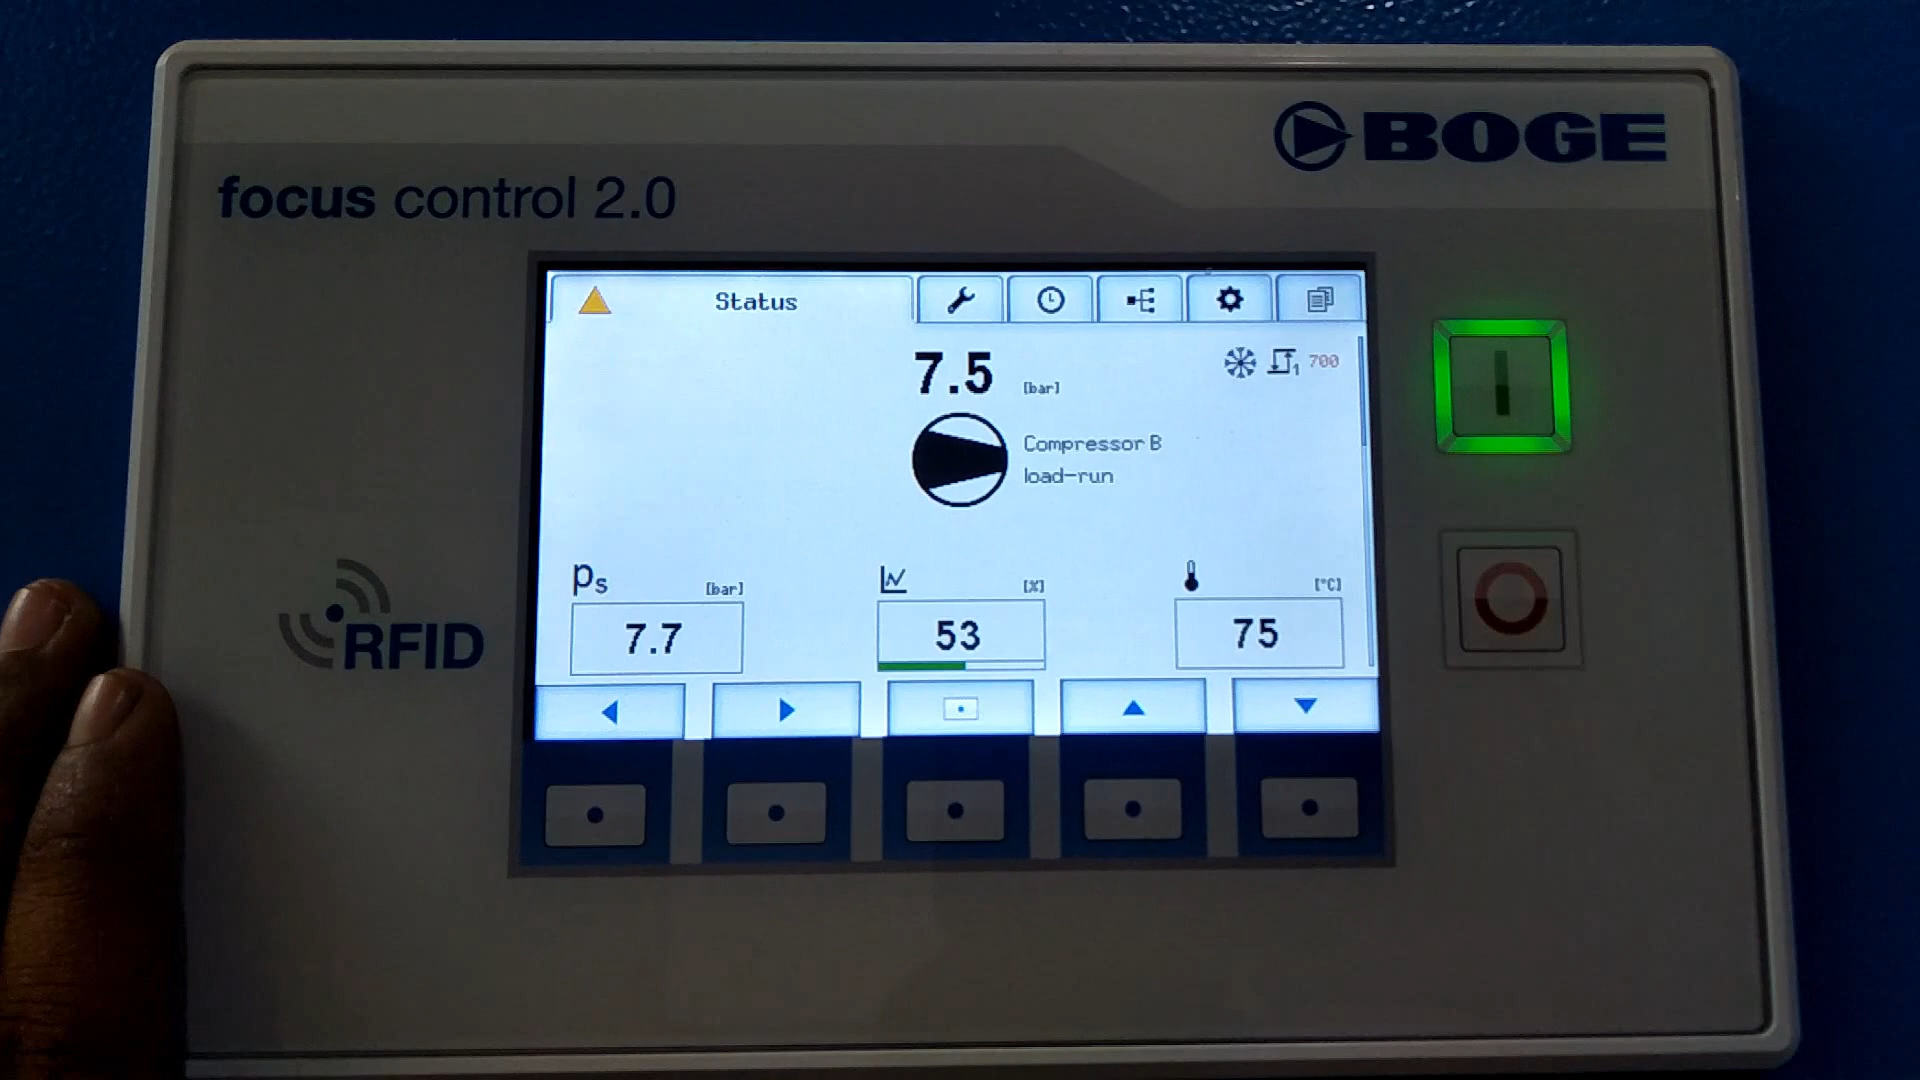 BOGE
focus control 2.0
Status
7.5 [bar]
1 700
Compressor B
load-run
ps [bar]
7.7
[%]
53
[°C]
75
RFID